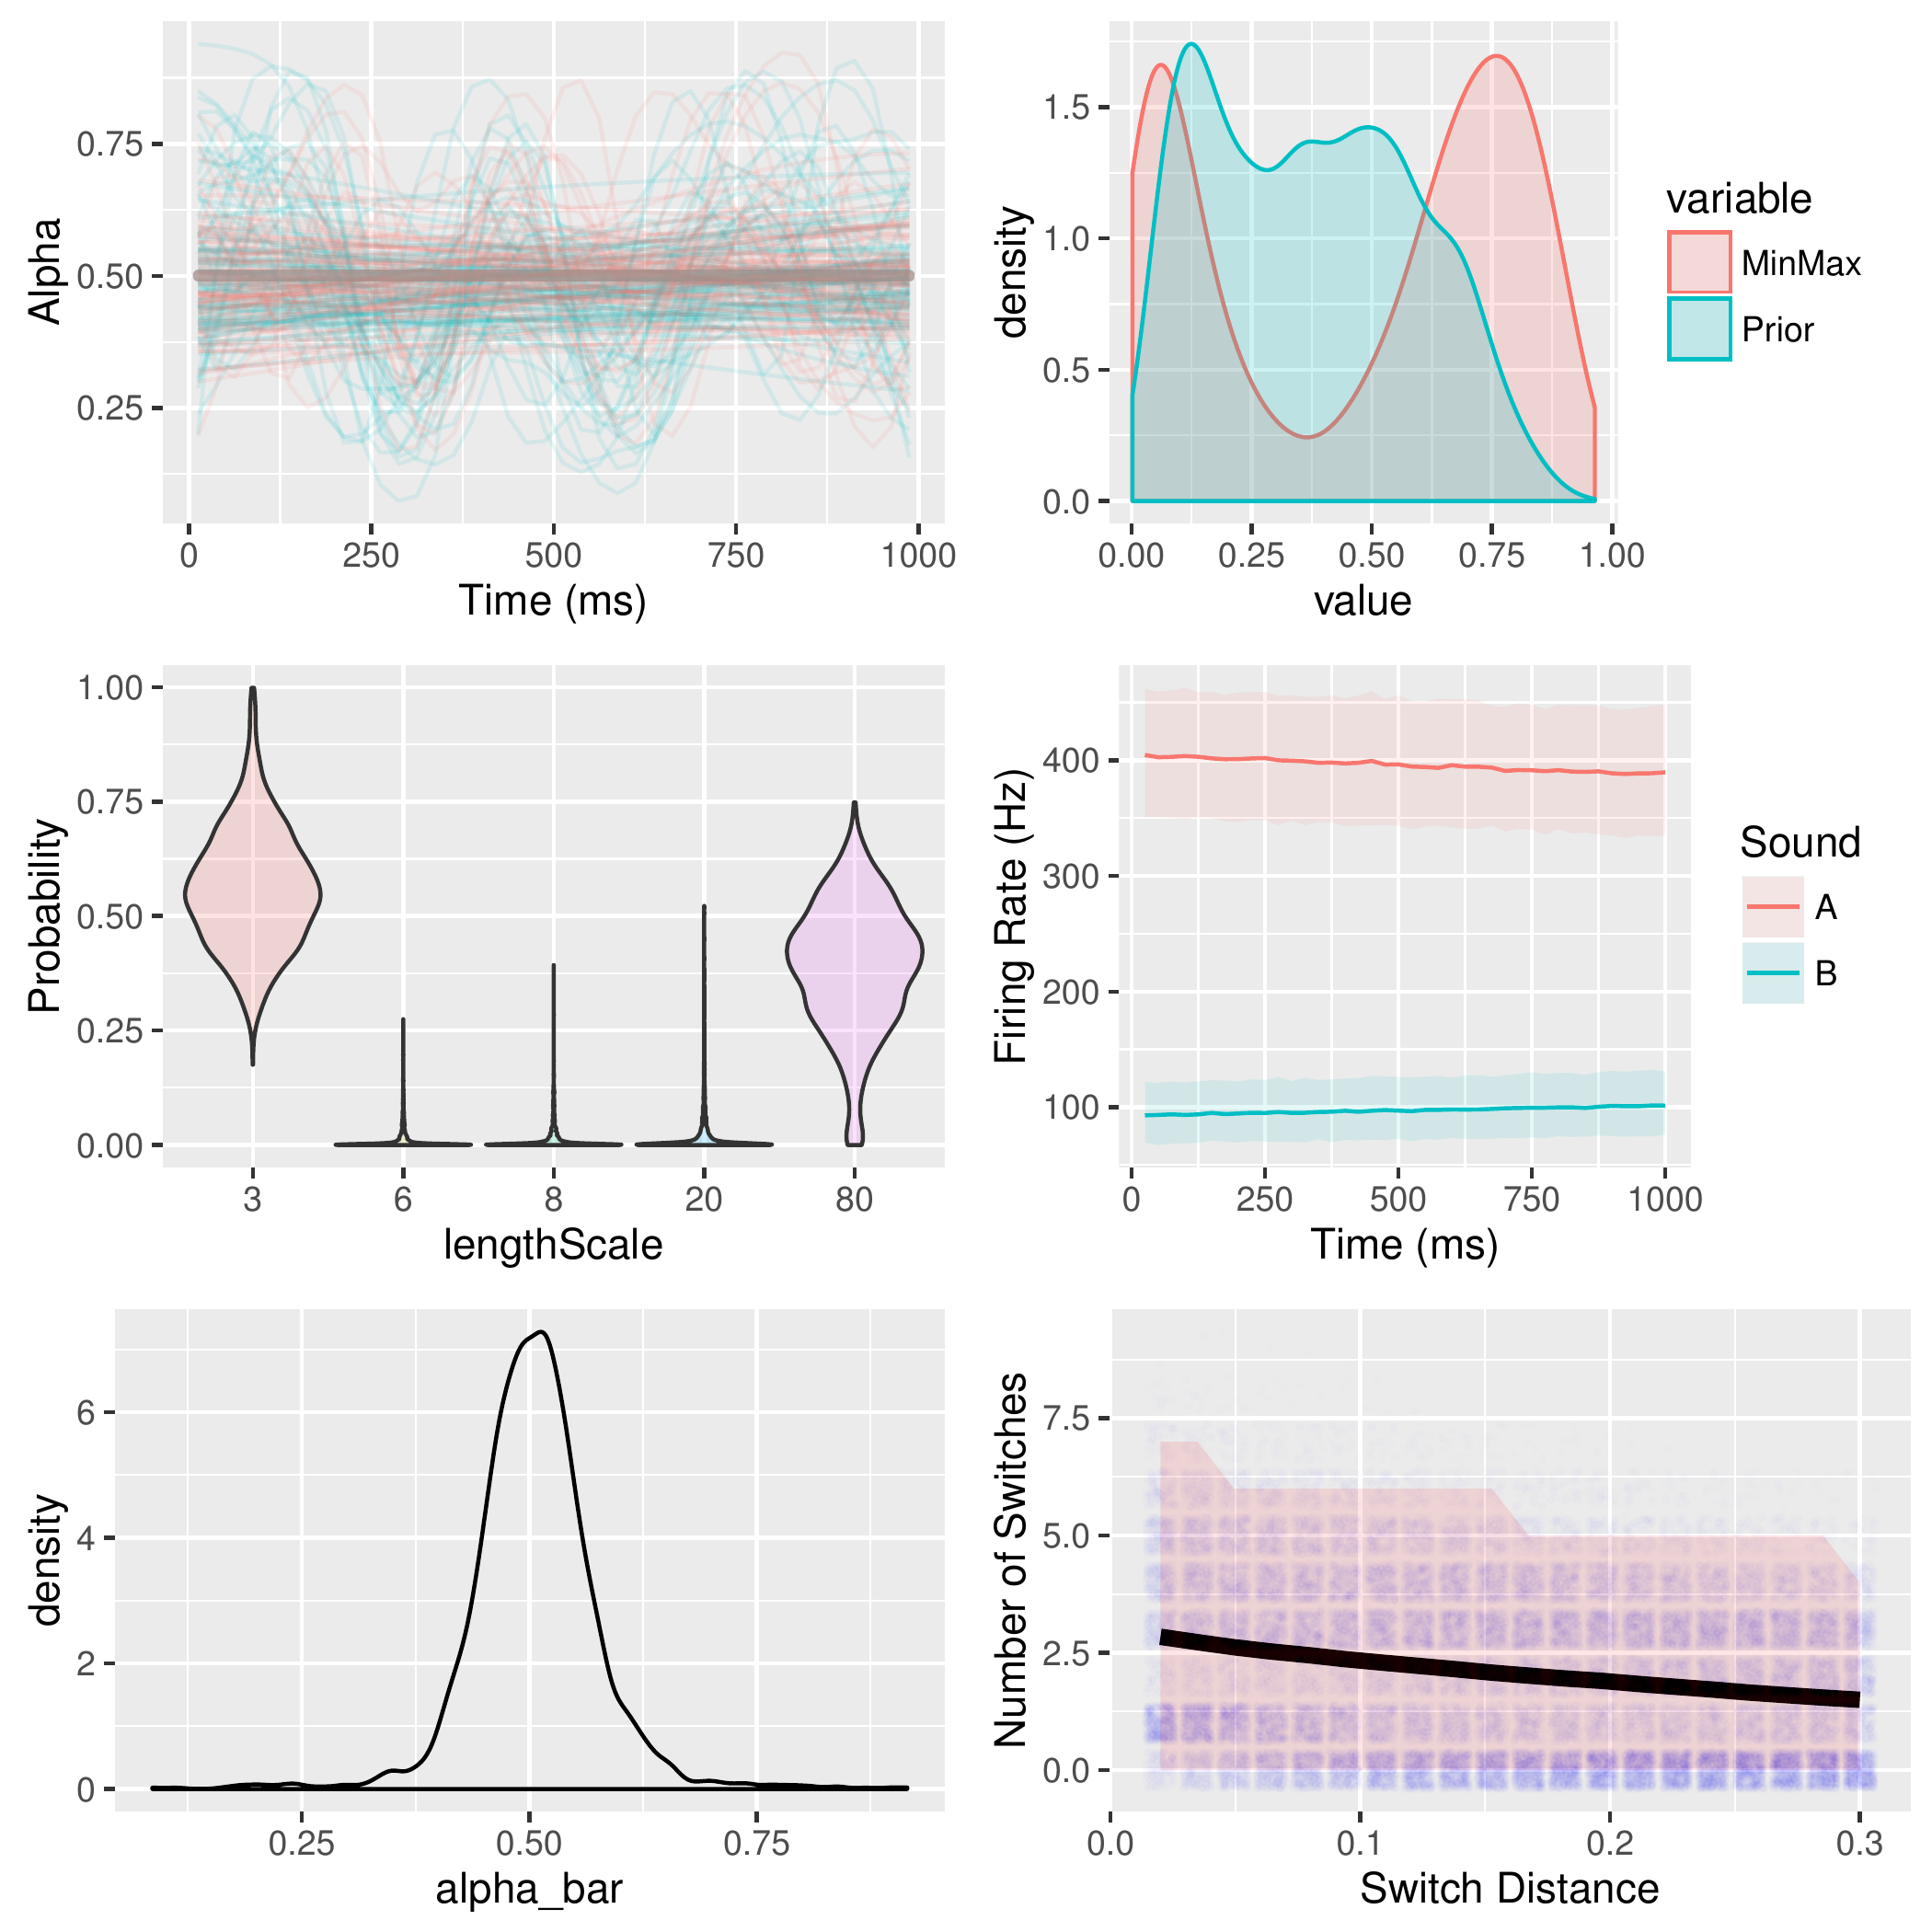 Alpha
0.75
0.50
0.25
0 250 500 750 1000
Time (ms)
density
1.5
1.0
0.5
0.0
0.00 0.25 0.50 0.75 1.00
value
variable
MinMax
Prior
Probability
1.00
0.75
0.50
0.25
0.00
3 6 8 20 80
lengthScale
Firing Rate (Hz)
400
300
200
100
0 250 500 750 1000
Time (ms)
Sound
A
B
density
6
4
2
0
0.25 0.50 0.75
alpha_bar
Number of Switches
7.5
5.0
2.5
0.0
0.0 0.1 0.2 0.3
Switch Distance